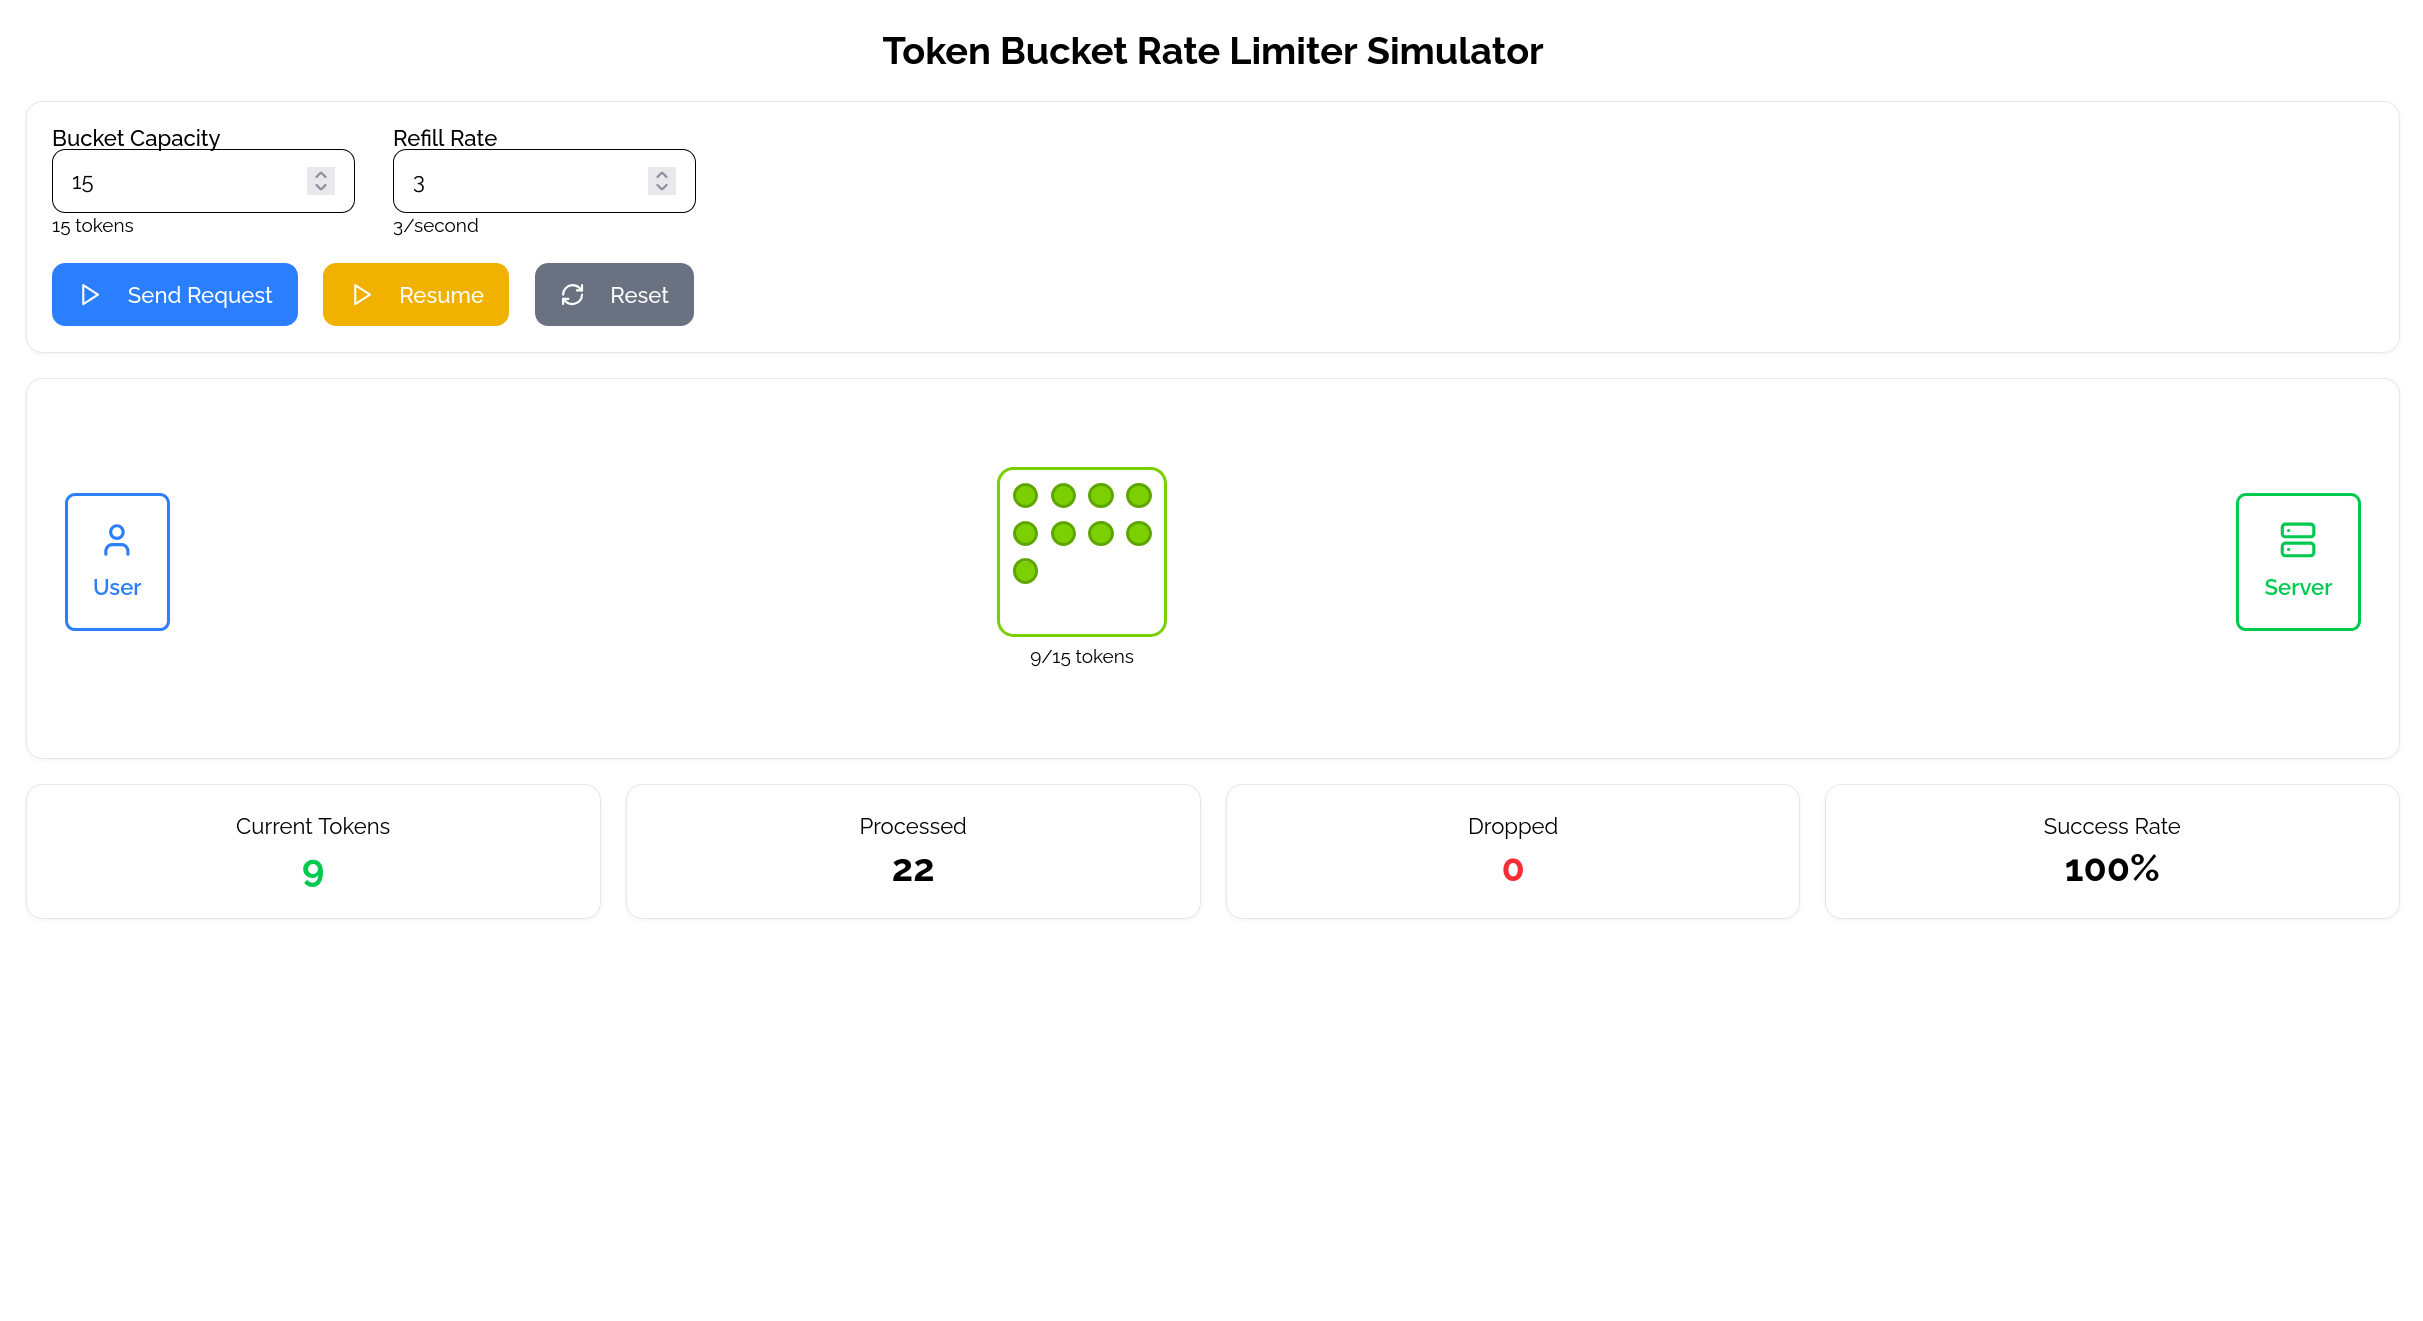 Token Bucket Rate Limiter Simulator
Bucket Capacity
Refill Rate
15
3
15 tokens
3/second
Send Request
Resume
Reset
User
Server
9/15 tokens
Current Tokens
9
Processed
22
Dropped
0
Success Rate
100%